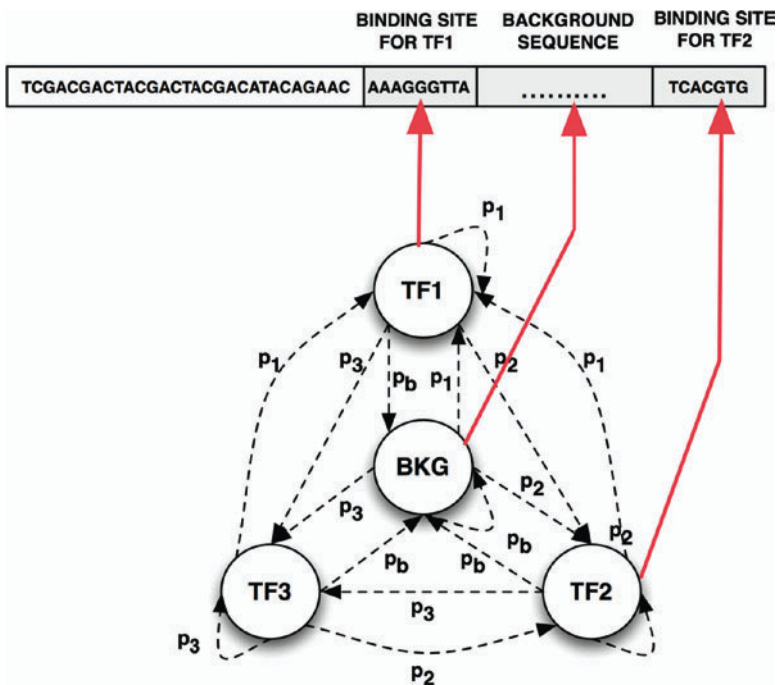 BINDING SITE FOR TF1
BACKGROUND SEQUENCE
BINDING SITE FOR TF2
TCGACGACTACGACTACGACATACAGAAC
AAAGGGTTA
..........
TCACGTG
p1
TF1
p1
p3
pb
p1
p2
p1
BKG
p3
p2
pb
pb
pb
p2
TF3
p3
TF2
p3
p2